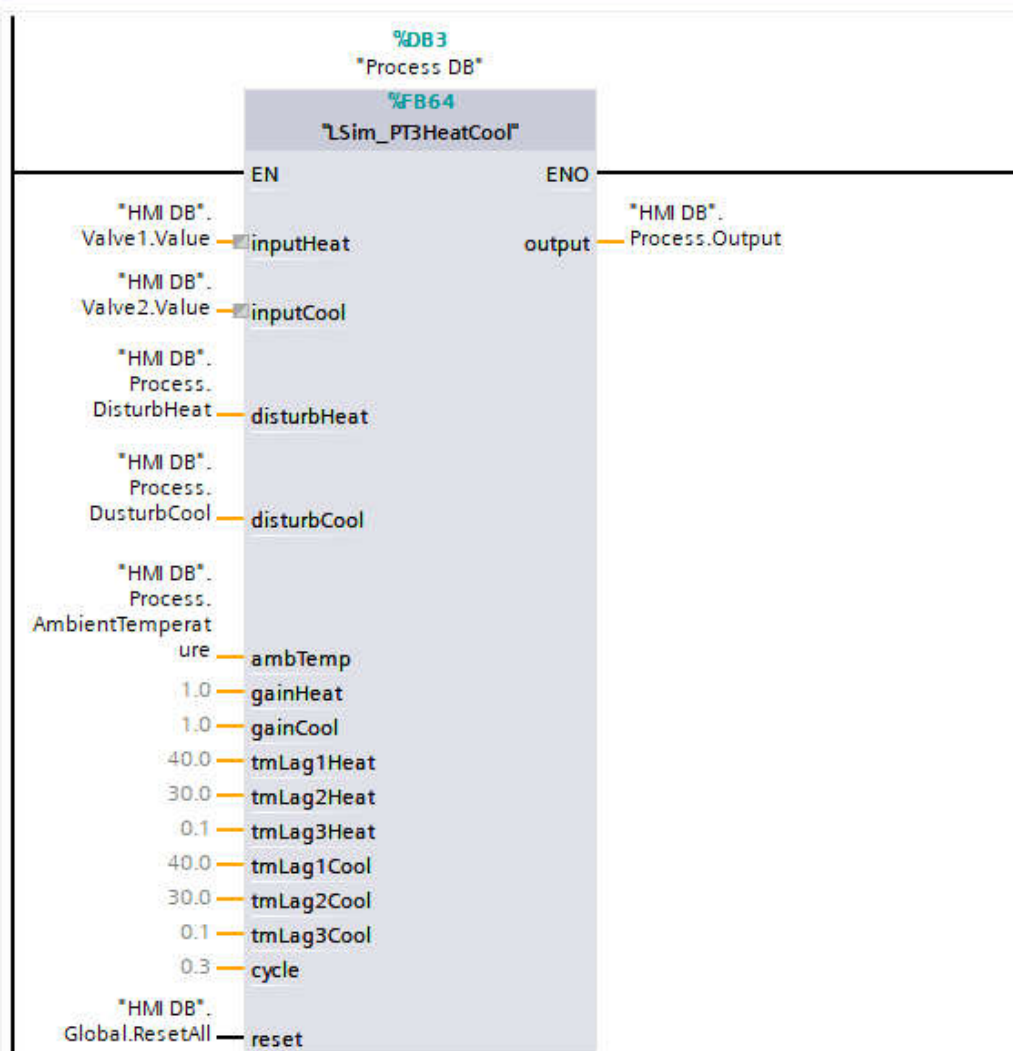 %DB3
"Process DB"
%FB64
"LSim_PT3HeatCool"
EN ENO
"HMI DB".
Valve1.Value inputHeat
output "HMI DB".
Process.Output
"HMI DB".
Valve2.Value inputCool
"HMI DB".
Process.
DisturbHeat disturbHeat
"HMI DB".
Process.
DusturbCool disturbCool
"HMI DB".
Process.
AmbientTemperat
ure ambTemp
1.0 gainHeat
1.0 gainCool
40.0 tmLag1Heat
30.0 tmLag2Heat
0.1 tmLag3Heat
40.0 tmLag1Cool
30.0 tmLag2Cool
0.1 tmLag3Cool
0.3 cycle
"HMI DB".
Global.ResetAll reset